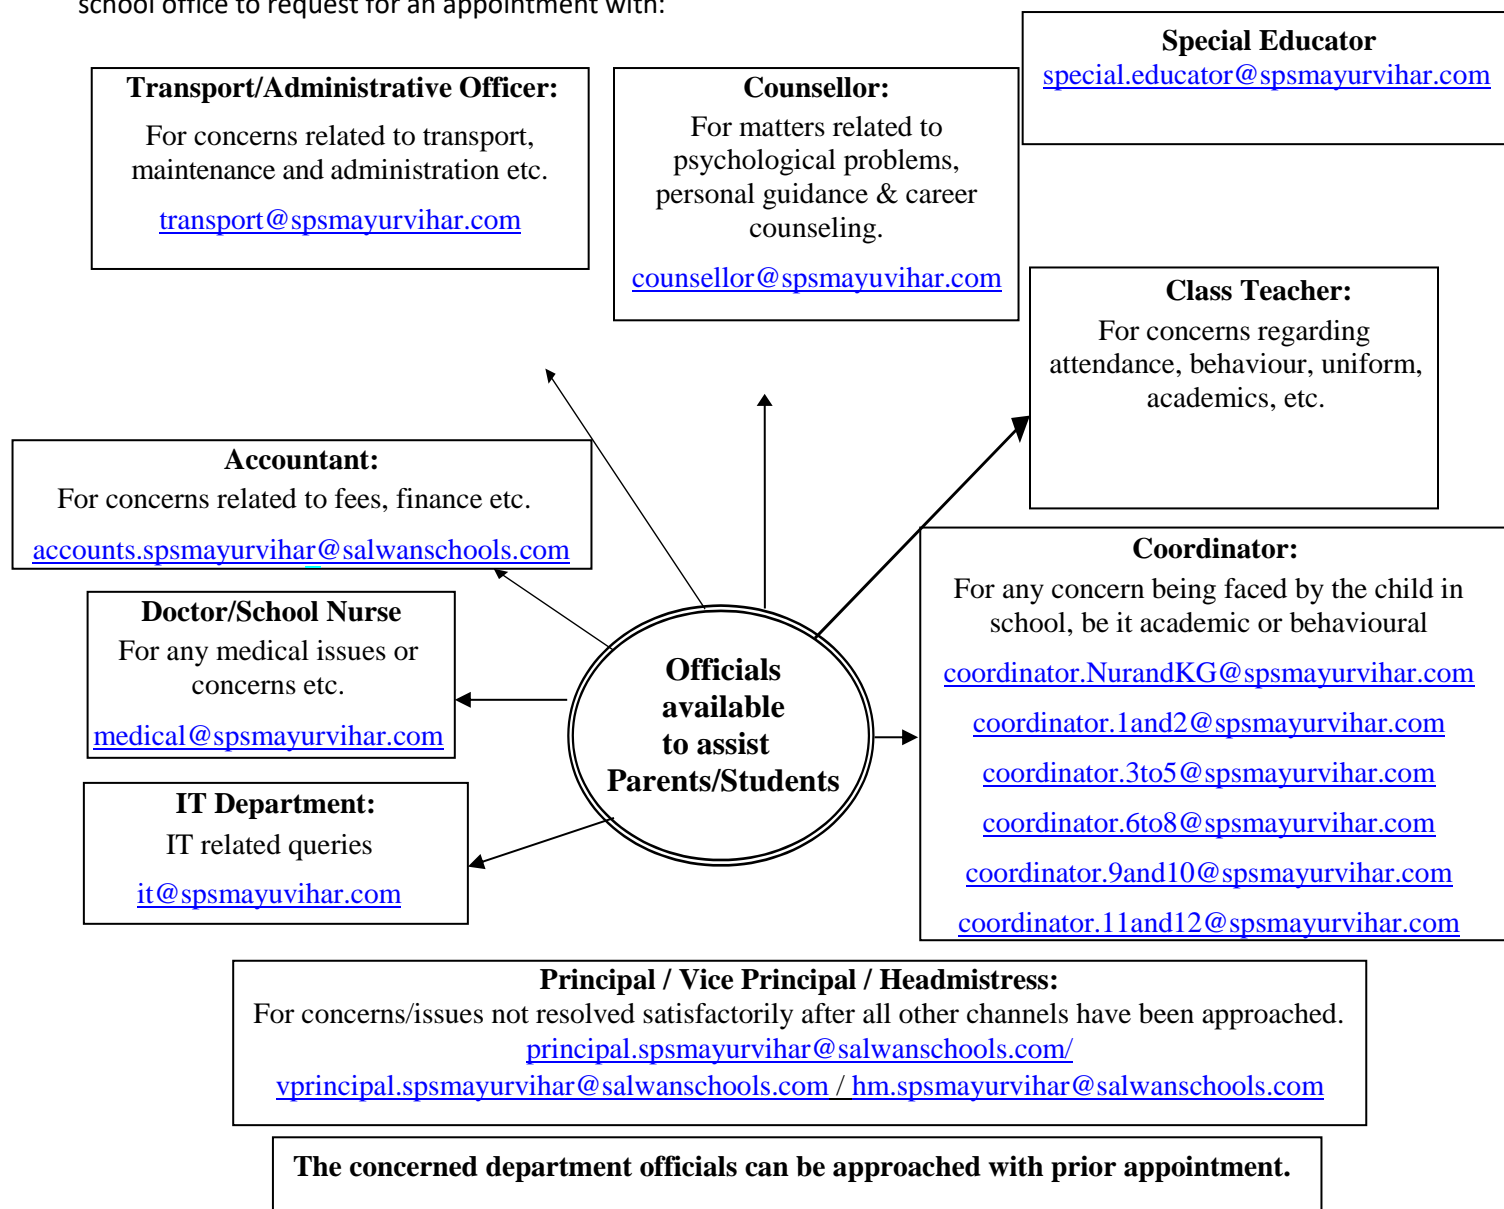 school office to request for an appointment with:
Special Educator
special.educator@spsmayurvihar.com
Transport/Administrative Officer:
For concerns related to transport,
maintenance and administration etc.
transport@spsmayurvihar.com
Counsellor:
For matters related to
psychological problems,
personal guidance & career
counseling.
counsellor@spsmayuvihar.com
Class Teacher:
For concerns regarding
attendance, behaviour, uniform,
academics, etc.
Accountant:
For concerns related to fees, finance etc.
accounts.spsmayurvihar@salwanschools.com
Doctor/School Nurse
For any medical issues or
concerns etc.
medical@spsmayurvihar.com
IT Department:
IT related queries
it@spsmayuvihar.com
Officials
available
to assist
Parents/Students
Coordinator:
For any concern being faced by the child in
school, be it academic or behavioural
coordinator.NurandKG@spsmayurvihar.com
coordinator.1and2@spsmayurvihar.com
coordinator.3to5@spsmayurvihar.com
coordinator.6to8@spsmayurvihar.com
coordinator.9and10@spsmayurvihar.com
coordinator.11and12@spsmayurvihar.com
Principal / Vice Principal / Headmistress:
For concerns/issues not resolved satisfactorily after all other channels have been approached.
principal.spsmayurvihar@salwanschools.com/
vprincipal.spsmayurvihar@salwanschools.com / hm.spsmayurvihar@salwanschools.com
The concerned department officials can be approached with prior appointment.